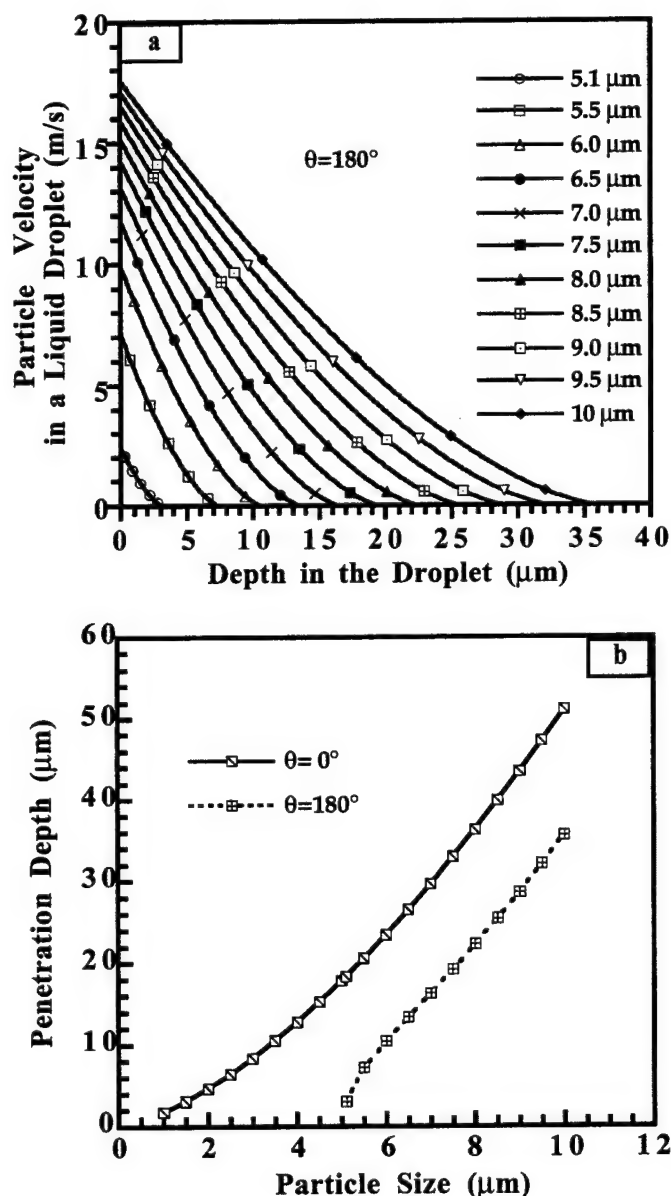 a
20
15
10
5
0
Particle Velocity
in a Liquid Droplet (m/s)
θ=180°
5.1 µm
5.5 µm
6.0 µm
6.5 µm
7.0 µm
7.5 µm
8.0 µm
8.5 µm
9.0 µm
9.5 µm
10 µm
0 5 10 15 20 25 30 35 40
Depth in the Droplet (µm)
b
60
50
40
30
20
10
0
Penetration Depth (µm)
θ= 0°
θ=180°
0 2 4 6 8 10 12
Particle Size (µm)